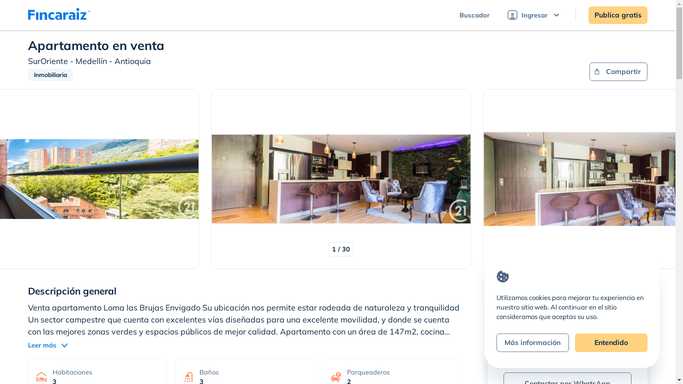 Fincaraiz
Buscador
Ingresar
Publica gratis
Apartamento en venta
SurOriente - Medellín - Antioquia
Inmobiliaria
Compartir
21
21
1 / 30
Descripción general
Venta apartamento Loma las Brujas Envigado Su ubicación nos permite estar rodeada de naturaleza y tranquilidad
Un sector campestre que cuenta con excelentes vías diseñadas para una excelente movilidad, y donde se cuenta
con las mejores zonas verdes y espacios públicos de mejor calidad. Apartamento con un área de 147m2, cocina...
Leer más
Habitaciones
3
Baños
3
Parqueaderos
2
Utilizamos cookies para mejorar tu experiencia en
nuestro sitio web. Al continuar en el sitio
consideramos que aceptas su uso.
Más información
Entendido
Contactar por WhatsApp